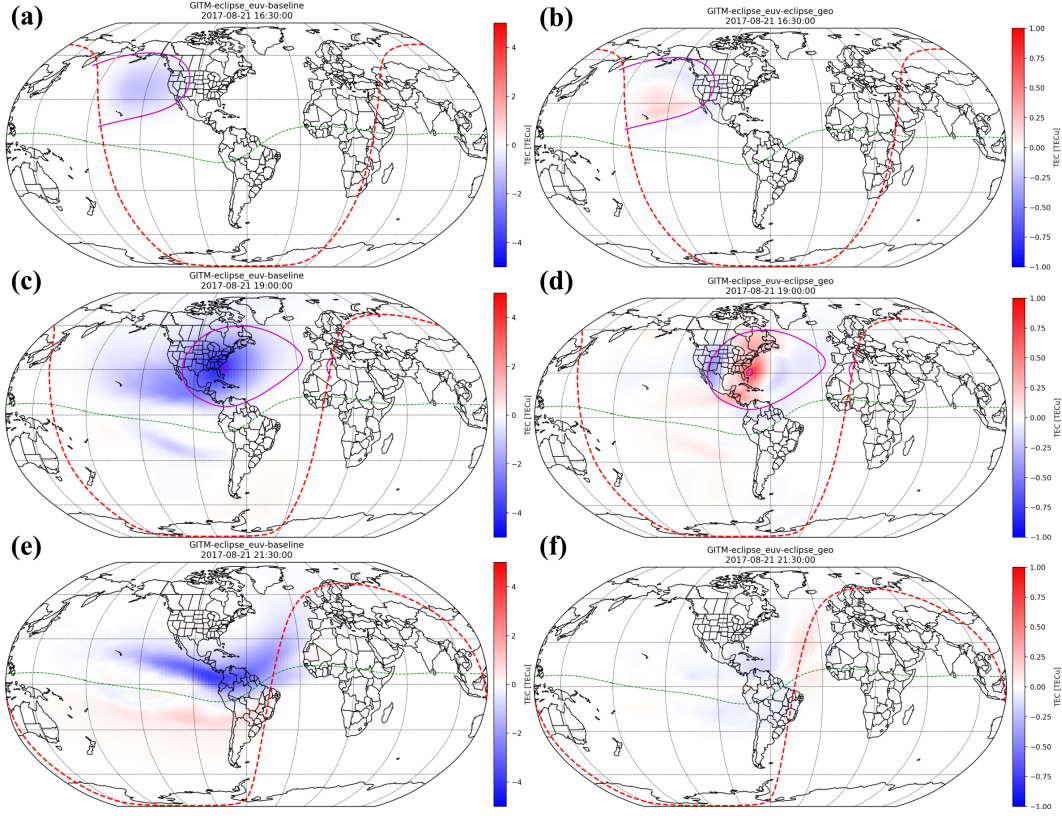 (a)
GITM-eclipse_euv-baseline
2017-08-21 16:30:00
4
2
0
−2
−4
TEC [TECu]
(b)
GITM-eclipse_euv-eclipse_geo
2017-08-21 16:30:00
1.00
0.75
0.50
0.25
0.00
−0.25
−0.50
−0.75
−1.00
TEC [TECu]
(c)
GITM-eclipse_euv-baseline
2017-08-21 19:00:00
4
2
0
−2
−4
TEC [TECu]
(d)
GITM-eclipse_euv-eclipse_geo
2017-08-21 19:00:00
1.00
0.75
0.50
0.25
0.00
−0.25
−0.50
−0.75
−1.00
TEC [TECu]
(e)
GITM-eclipse_euv-baseline
2017-08-21 21:30:00
4
2
0
−2
−4
TEC [TECu]
(f)
GITM-eclipse_euv-eclipse_geo
2017-08-21 21:30:00
1.00
0.75
0.50
0.25
0.00
−0.25
−0.50
−0.75
−1.00
TEC [TECu]